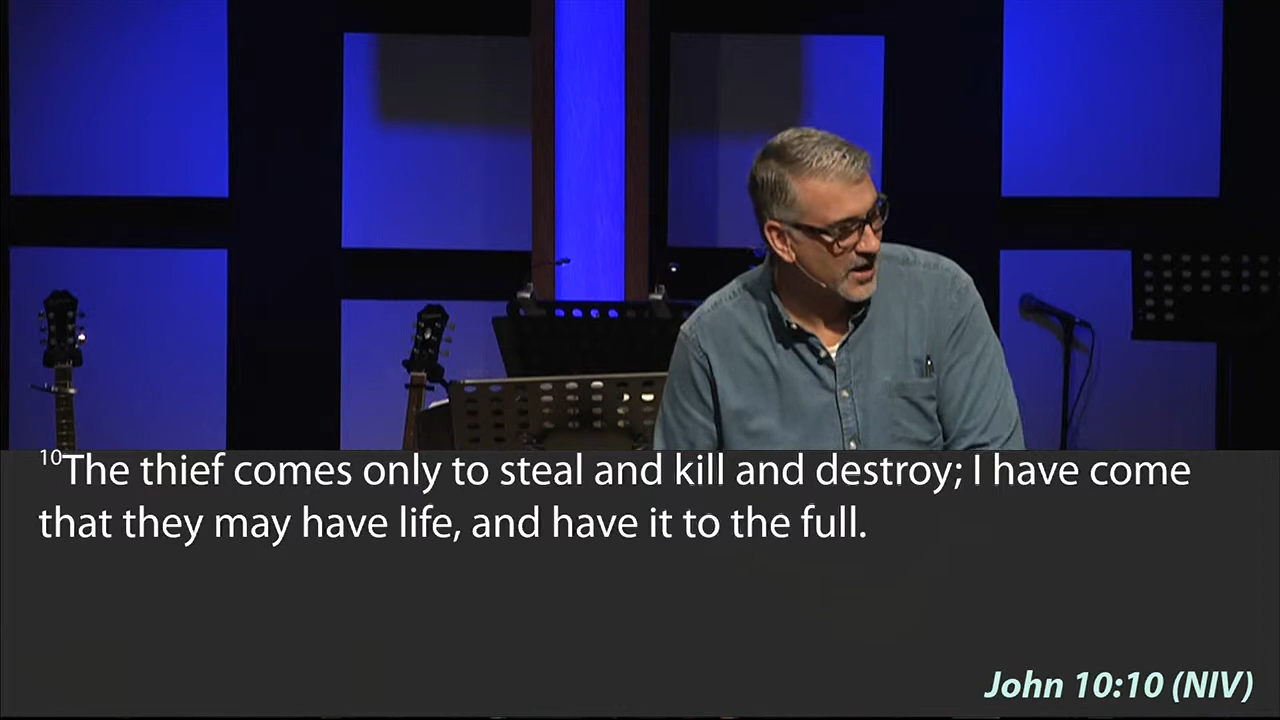 ¹⁰The thief comes only to steal and kill and destroy; I have come
that they may have life, and have it to the full.
John 10:10 (NIV)